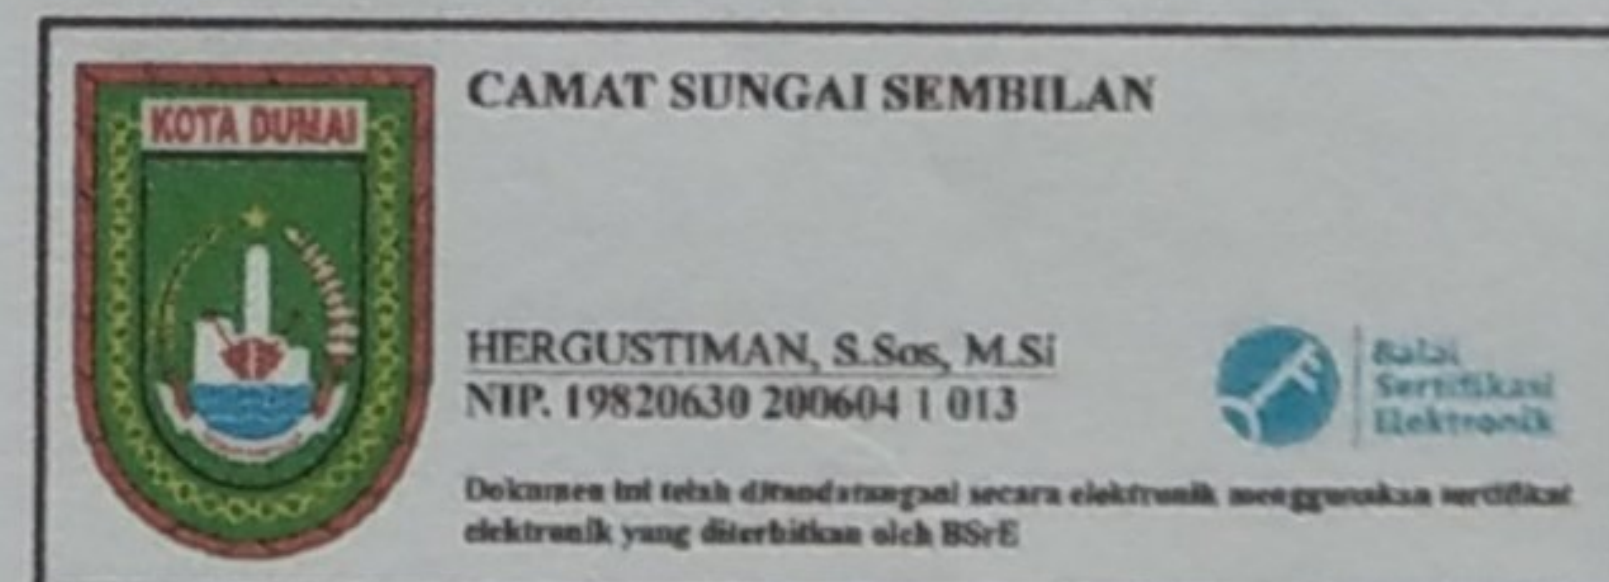 KOTA DUMAI
CAMAT SUNGAI SEMBILAN
HERGUSTIMAN, S.Sos, M.Si
NIP. 19820630 200604 1 013
Balai
Sertifikasi
Elektronik
Dokumen ini telah ditandatangani secara elektronik menggunakan sertifikat
elektronik yang diterbitkan oleh BSrE